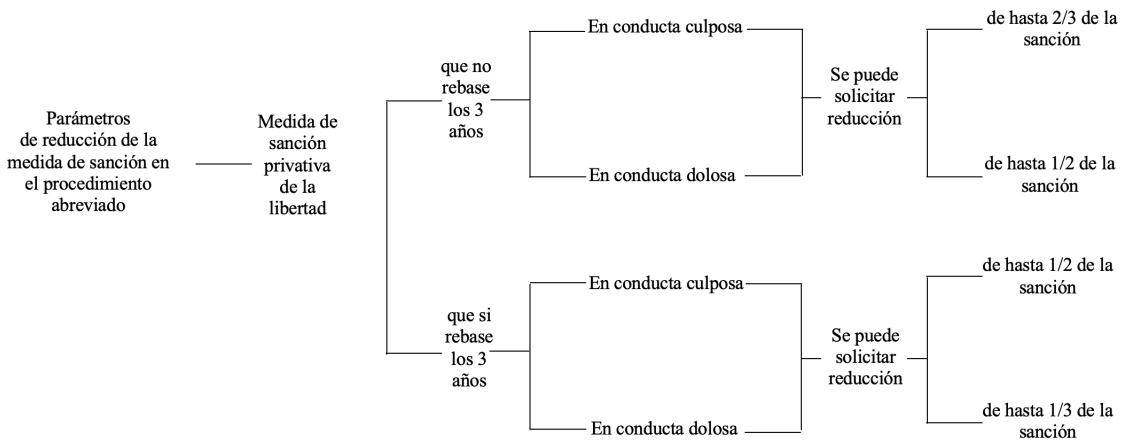 Parámetros
de reducción de la
medida de sanción en
el procedimiento
abreviado
Medida de
sanción
privativa
de la
libertad
que no
rebase
los 3
años
En conducta culposa
En conducta dolosa
Se puede
solicitar
reducción
de hasta 2/3 de la
sanción
de hasta 1/2 de la
sanción
que si
rebase
los 3
años
En conducta culposa
En conducta dolosa
Se puede
solicitar
reducción
de hasta 1/2 de la
sanción
de hasta 1/3 de la
sanción